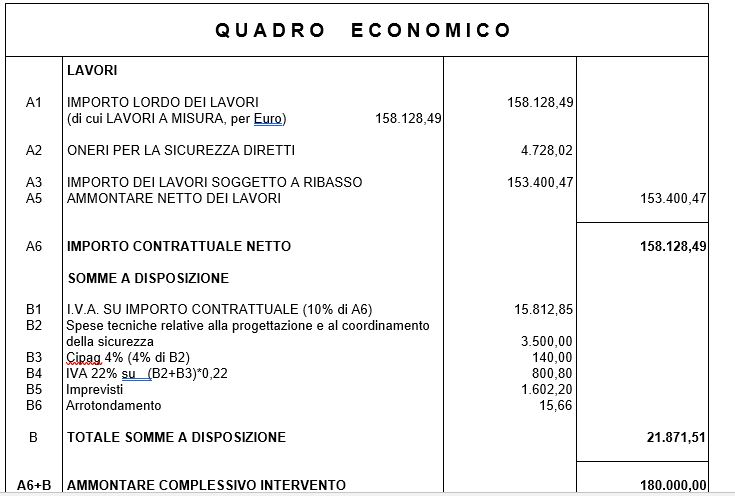 QUADRO ECONOMICO
LAVORI
A1 IMPORTO LORDO DEI LAVORI 158.128,49
(di cui LAVORI A MISURA, per Euro) 158.128,49
A2 ONERI PER LA SICUREZZA DIRETTI 4.728,02
A3 IMPORTO DEI LAVORI SOGGETTO A RIBASSO 153.400,47
A5 AMMONTARE NETTO DEI LAVORI 153.400,47
A6 IMPORTO CONTRATTUALE NETTO 158.128,49
SOMME A DISPOSIZIONE
B1 I.V.A. SU IMPORTO CONTRATTUALE (10% di A6) 15.812,85
B2 Spese tecniche relative alla progettazione e al coordinamento
della sicurezza 3.500,00
B3 Cipag 4% (4% di B2) 140,00
B4 IVA 22% su (B2+B3)*0,22 800,80
B5 Imprevisti 1.602,20
B6 Arrotondamento 15,66
B TOTALE SOMME A DISPOSIZIONE 21.871,51
A6+B AMMONTARE COMPLESSIVO INTERVENTO 180.000,00